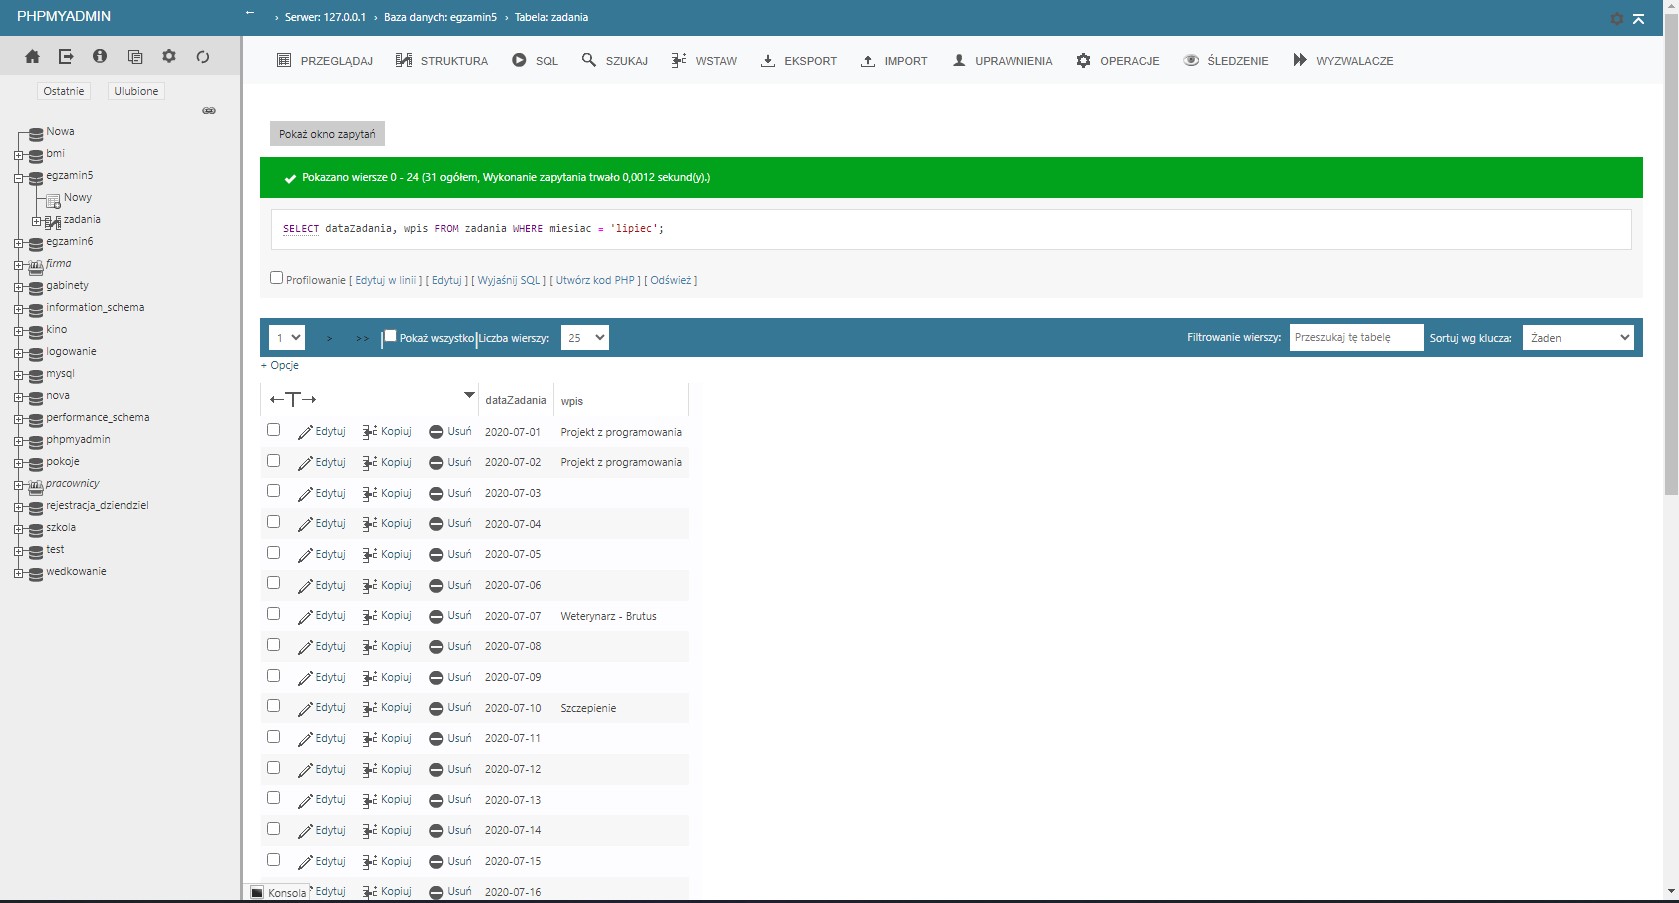 PHPMYADMIN
← › Serwer: 127.0.0.1 › Baza danych: egzamin5 › Tabela: zadania
PRZEGLĄDAJ STRUKTURA SQL SZUKAJ WSTAW EKSPORT IMPORT UPRAWNIENIA OPERACJE ŚLEDZENIE WYZWALACZE
Ostatnie Ulubione
Nowa
bmi
egzamin5
Nowy
zadania
egzamin6
firma
gabinety
information_schema
kino
logowanie
mysql
nova
performance_schema
phpmyadmin
pokoje
pracownicy
rejestracja_dziendziel
szkola
test
wedkowanie
Pokaż okno zapytań
Pokazano wiersze 0 - 24 (31 ogółem, Wykonanie zapytania trwało 0,0012 sekund(y).)
SELECT dataZadania, wpis FROM zadania WHERE miesiac = 'lipiec';
Profilowanie [ Edytuj w linii ] [ Edytuj ] [ Wyjaśnij SQL ] [ Utwórz kod PHP ] [ Odśwież ]
1 > >> Pokaż wszystko Liczba wierszy: 25 Filtrowanie wierszy: Przeszukaj tę tabelę Sortuj wg klucza: Żaden
+ Opcje
←T→ dataZadania wpis
Edytuj Kopiuj Usuń 2020-07-01 Projekt z programowania
Edytuj Kopiuj Usuń 2020-07-02 Projekt z programowania
Edytuj Kopiuj Usuń 2020-07-03
Edytuj Kopiuj Usuń 2020-07-04
Edytuj Kopiuj Usuń 2020-07-05
Edytuj Kopiuj Usuń 2020-07-06
Edytuj Kopiuj Usuń 2020-07-07 Weterynarz - Brutus
Edytuj Kopiuj Usuń 2020-07-08
Edytuj Kopiuj Usuń 2020-07-09
Edytuj Kopiuj Usuń 2020-07-10 Szczepienie
Edytuj Kopiuj Usuń 2020-07-11
Edytuj Kopiuj Usuń 2020-07-12
Edytuj Kopiuj Usuń 2020-07-13
Edytuj Kopiuj Usuń 2020-07-14
Edytuj Kopiuj Usuń 2020-07-15
Konsola Edytuj Kopiuj Usuń 2020-07-16